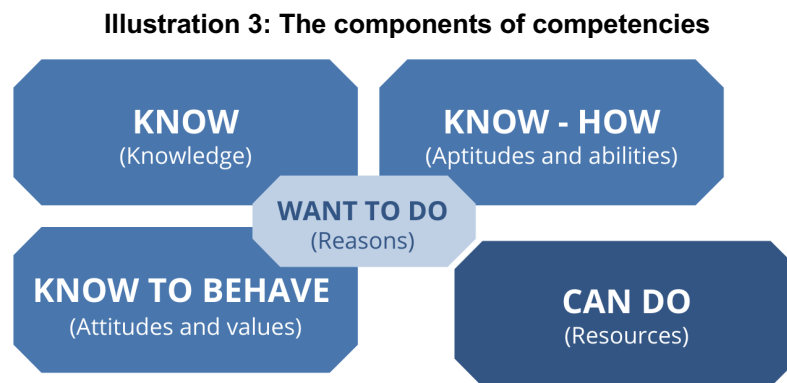 Illustration 3: The components of competencies
KNOW
(Knowledge)
KNOW - HOW
(Aptitudes and abilities)
WANT TO DO
(Reasons)
KNOW TO BEHAVE
(Attitudes and values)
CAN DO
(Resources)